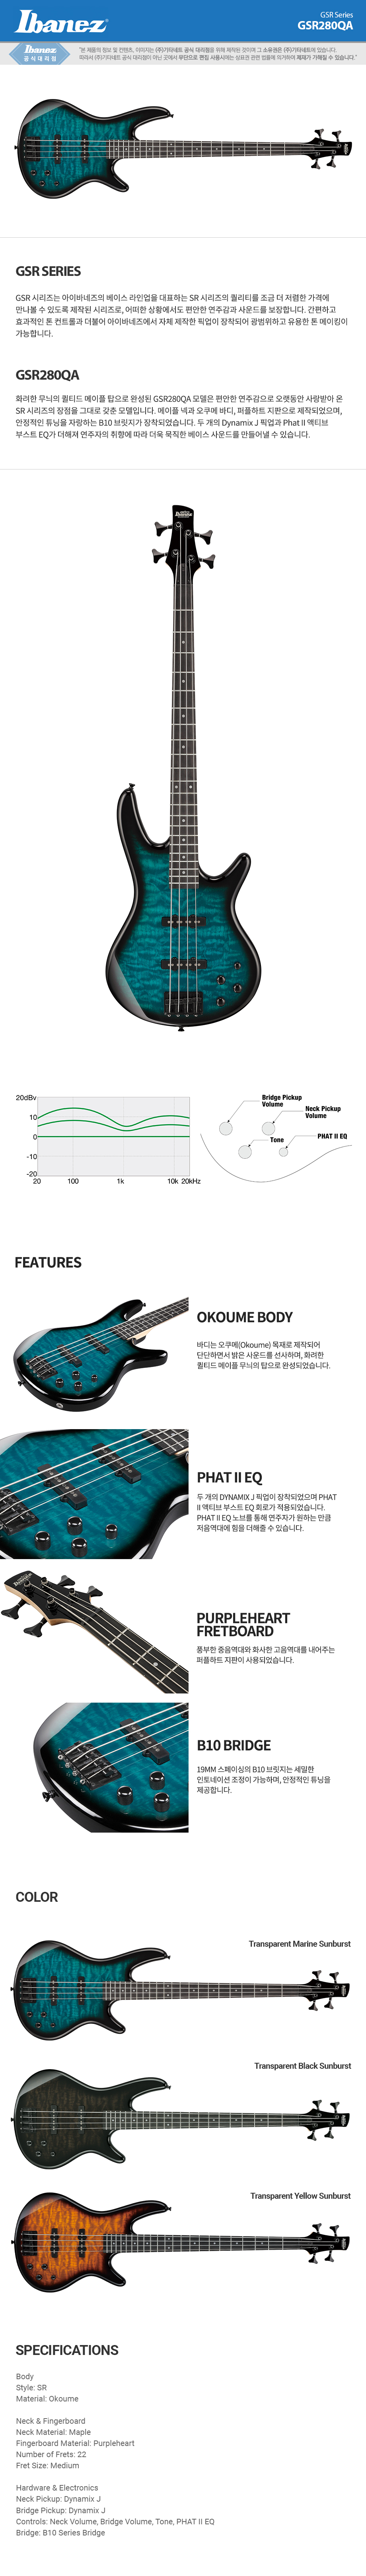 Ibanez
GSR Series
GSR280QA
Ibanez
공식대리점
"본 제품의 정보 및 컨텐츠, 이미지는 (주)기타네트 공식 대리점을 위해 제작된 것이며 그 소유권은 (주)기타네트에 있습니다.
따라서 (주)기타네트 공식 대리점이 아닌 곳에서 무단으로 편집 사용시에는 상표권 관련 법률에 의거하여 제재가 가해질 수 있습니다."
GSR SERIES
GSR 시리즈는 아이바네즈의 베이스 라인업을 대표하는 SR 시리즈의 퀄리티를 조금 더 저렴한 가격에
만나볼 수 있도록 제작된 시리즈로, 어떠한 상황에서도 편안한 연주감과 사운드를 보장합니다. 간편하고
효과적인 톤 컨트롤과 더불어 아이바네즈에서 자체 제작한 픽업이 장착되어 광범위하고 유용한 톤 메이킹이
가능합니다.
GSR280QA
화려한 무늬의 퀼티드 메이플 탑으로 완성된 GSR280QA 모델은 편안한 연주감으로 오랫동안 사랑받아 온
SR 시리즈의 장점을 그대로 갖춘 모델입니다. 메이플 넥과 오쿠메 바디, 퍼플하트 지판으로 제작되었으며,
안정적인 튜닝을 자랑하는 B10 브릿지가 장착되었습니다. 두 개의 Dynamix J 픽업과 Phat II 액티브
부스트 EQ가 더해져 연주자의 취향에 따라 더욱 묵직한 베이스 사운드를 만들어낼 수 있습니다.
Ibanez
20dBv
10
0
-10
-20
20 100 1k 10k 20kHz
Bridge Pickup
Volume
Neck Pickup
Volume
Tone
PHAT II EQ
FEATURES
OKOUME BODY
바디는 오쿠메(Okoume) 목재로 제작되어
단단하면서 밝은 사운드를 선사하며, 화려한
퀼티드 메이플 무늬의 탑으로 완성되었습니다.
PHAT II EQ
두 개의 DYNAMIX J 픽업이 장착되었으며 PHAT
II 액티브 부스트 EQ 회로가 적용되었습니다.
PHAT II EQ 노브를 통해 연주자가 원하는 만큼
저음역대에 힘을 더해줄 수 있습니다.
PURPLEHEART
FRETBOARD
풍부한 중음역대와 화사한 고음역대를 내어주는
퍼플하트 지판이 사용되었습니다.
B10 BRIDGE
19MM 스페이싱의 B10 브릿지는 세밀한
인토네이션 조정이 가능하며, 안정적인 튜닝을
제공합니다.
COLOR
Transparent Marine Sunburst
Transparent Black Sunburst
Transparent Yellow Sunburst
SPECIFICATIONS
Body
Style: SR
Material: Okoume
Neck & Fingerboard
Neck Material: Maple
Fingerboard Material: Purpleheart
Number of Frets: 22
Fret Size: Medium
Hardware & Electronics
Neck Pickup: Dynamix J
Bridge Pickup: Dynamix J
Controls: Neck Volume, Bridge Volume, Tone, PHAT II EQ
Bridge: B10 Series Bridge